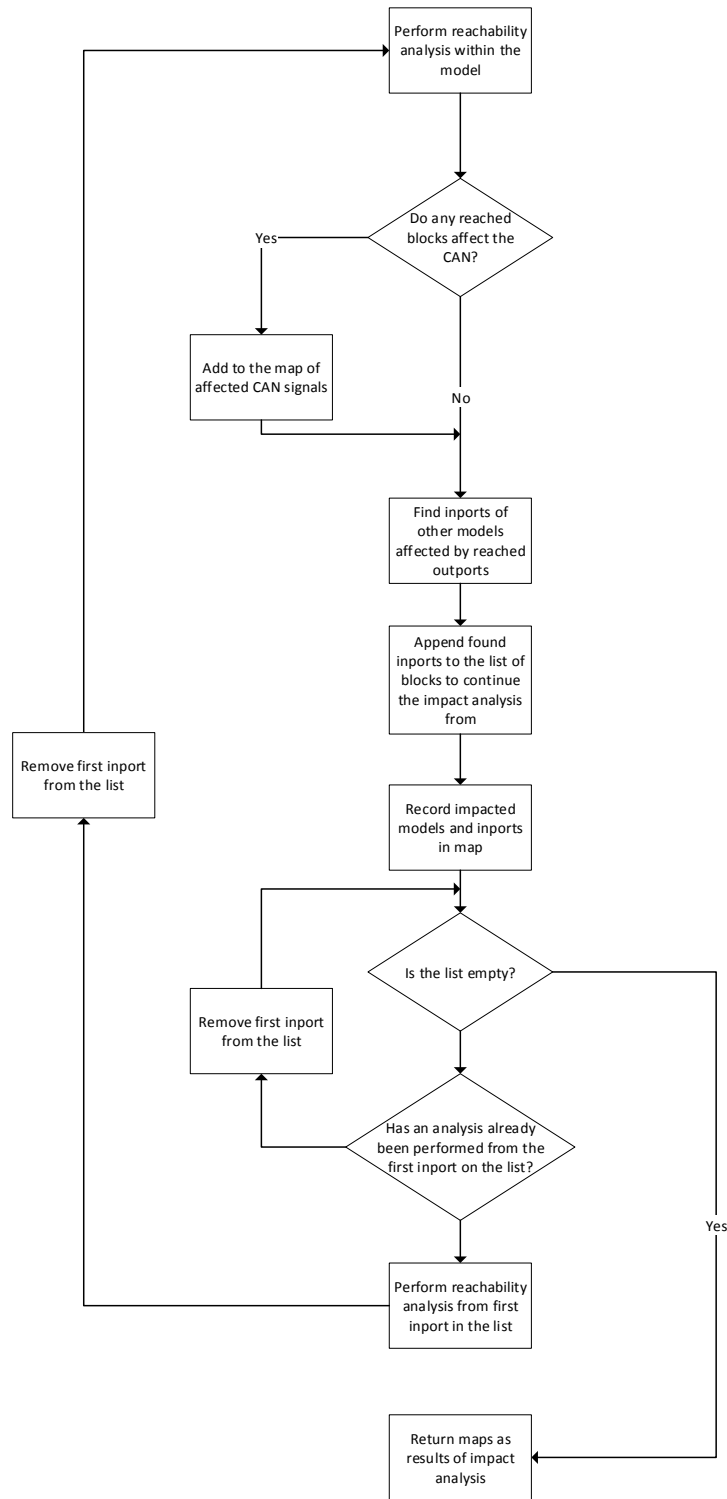 Perform reachability
analysis within the
model
Do any reached
blocks affect the
CAN?
Yes
Add to the map of
affected CAN signals
No
Find inports of
other models
affected by reached
outports
Append found
inports to the list of
blocks to continue
the impact analysis
from
Remove first inport
from the list
Record impacted
models and inports
in map
Is the list empty?
Remove first inport
from the list
Has an analysis already
been performed from the
first inport on the list?
Yes
Perform reachability
analysis from first
inport in the list
Return maps as
results of impact
analysis